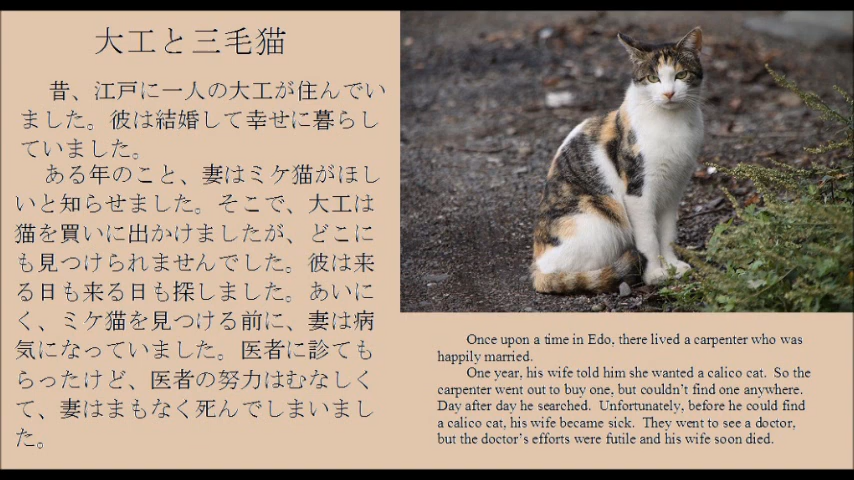 大工と三毛猫
昔、江戸に一人の大工が住んでい
ました。彼は結婚して幸せに暮らし
ていました。
ある年のこと、妻はミケ猫がほし
いと知らせました。そこで、大工は
猫を買いに出かけましたが、どこに
も見つけられませんでした。彼は来
る日も来る日も探しました。あいに
く、ミケ猫を見つける前に、妻は病
気になっていました。医者に診ても
らったけど、医者の努力はむなしく
て、妻はまもなく死んでしまいまし
た。
Once upon a time in Edo, there lived a carpenter who was
happily married.
One year, his wife told him she wanted a calico cat. So the
carpenter went out to buy one, but couldn't find one anywhere.
Day after day he searched. Unfortunately, before he could find
a calico cat, his wife became sick. They went to see a doctor,
but the doctor's efforts were futile and his wife soon died.